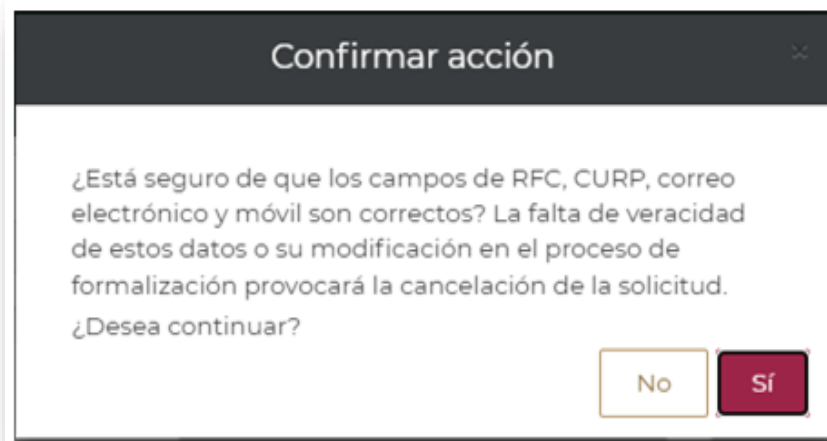 Confirmar acción
×
¿Está seguro de que los campos de RFC, CURP, correo
electrónico y móvil son correctos? La falta de veracidad
de estos datos o su modificación en el proceso de
formalización provocará la cancelación de la solicitud.
¿Desea continuar?
No Sí